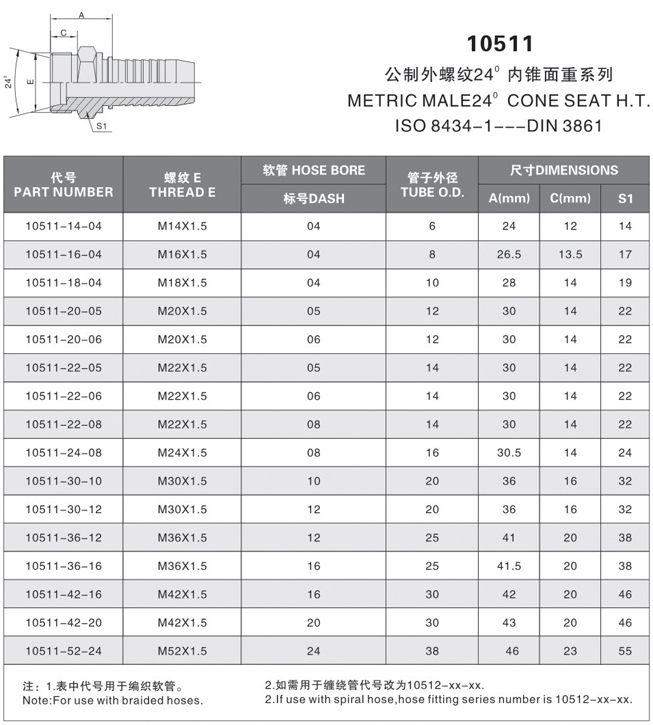 A
C
24°
E
S1
10511
公制外螺纹24° 内锥面重系列
METRIC MALE24° CONE SEAT H.T.
ISO 8434-1---DIN 3861
代号 PART NUMBER 螺纹 E THREAD E 软管 HOSE BORE 标号DASH 管子外径 TUBE O.D. 尺寸DIMENSIONS A(mm) C(mm) S1
10511-14-04 M14X1.5 04 6 24 12 14
10511-16-04 M16X1.5 04 8 26.5 13.5 17
10511-18-04 M18X1.5 04 10 28 14 19
10511-20-05 M20X1.5 05 12 30 14 22
10511-20-06 M20X1.5 06 12 30 14 22
10511-22-05 M22X1.5 05 14 30 14 22
10511-22-06 M22X1.5 06 14 30 14 22
10511-22-08 M22X1.5 08 14 30 14 22
10511-24-08 M24X1.5 08 16 30.5 14 24
10511-30-10 M30X1.5 10 20 36 16 32
10511-30-12 M30X1.5 12 20 36 16 32
10511-36-12 M36X1.5 12 25 41 20 38
10511-36-16 M36X1.5 16 25 41.5 20 38
10511-42-16 M42X1.5 16 30 42 20 46
10511-42-20 M42X1.5 20 30 43 20 46
10511-52-24 M52X1.5 24 38 46 23 55
注：1.表中代号用于编织软管。 2.如需用于缠绕管代号改为10512-xx-xx.
Note:For use with braided hoses. 2.If use with spiral hose,hose fitting series number is 10512-xx-xx.